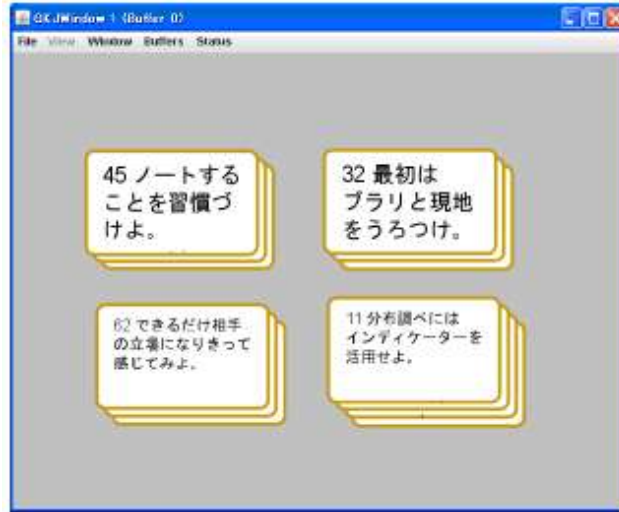 GKJWindow 1 (Buffer 0)
File View Window Buffers Status
45 ノートする
ことを習慣づ
けよ。
32 最初は
ブラリと現地
をうろつけ。
62 できるだけ相手
の立場になりきって
感じてみよ。
11 分布調べには
インディケーターを
活用せよ。